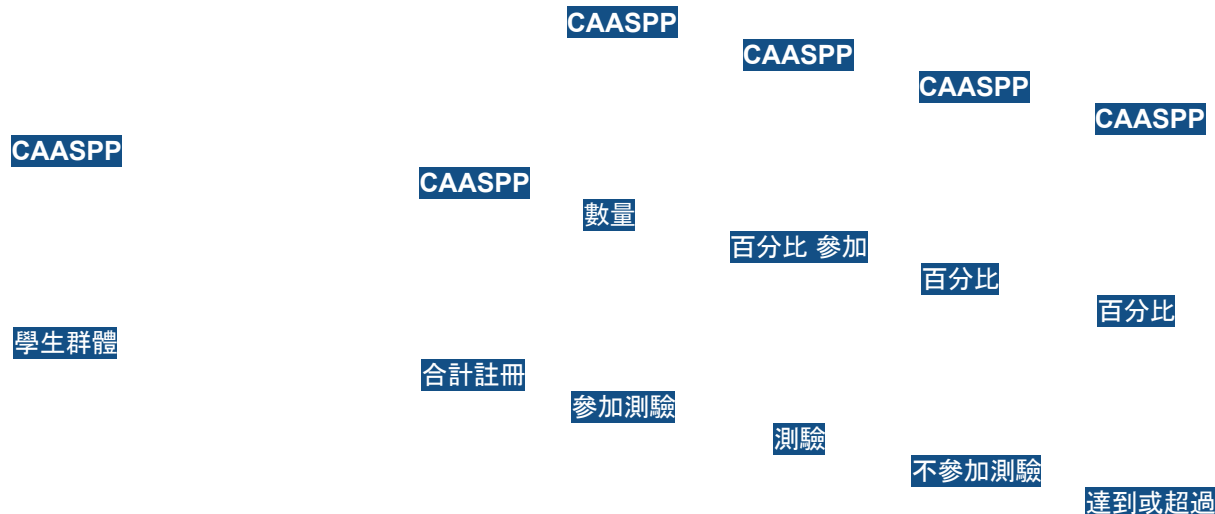 CAASPP
CAASPP
CAASPP
CAASPP
CAASPP
CAASPP
數量
百分比 參加
百分比
百分比
學生群體
合計註冊
參加測驗
測驗
不參加測驗
達到或超過